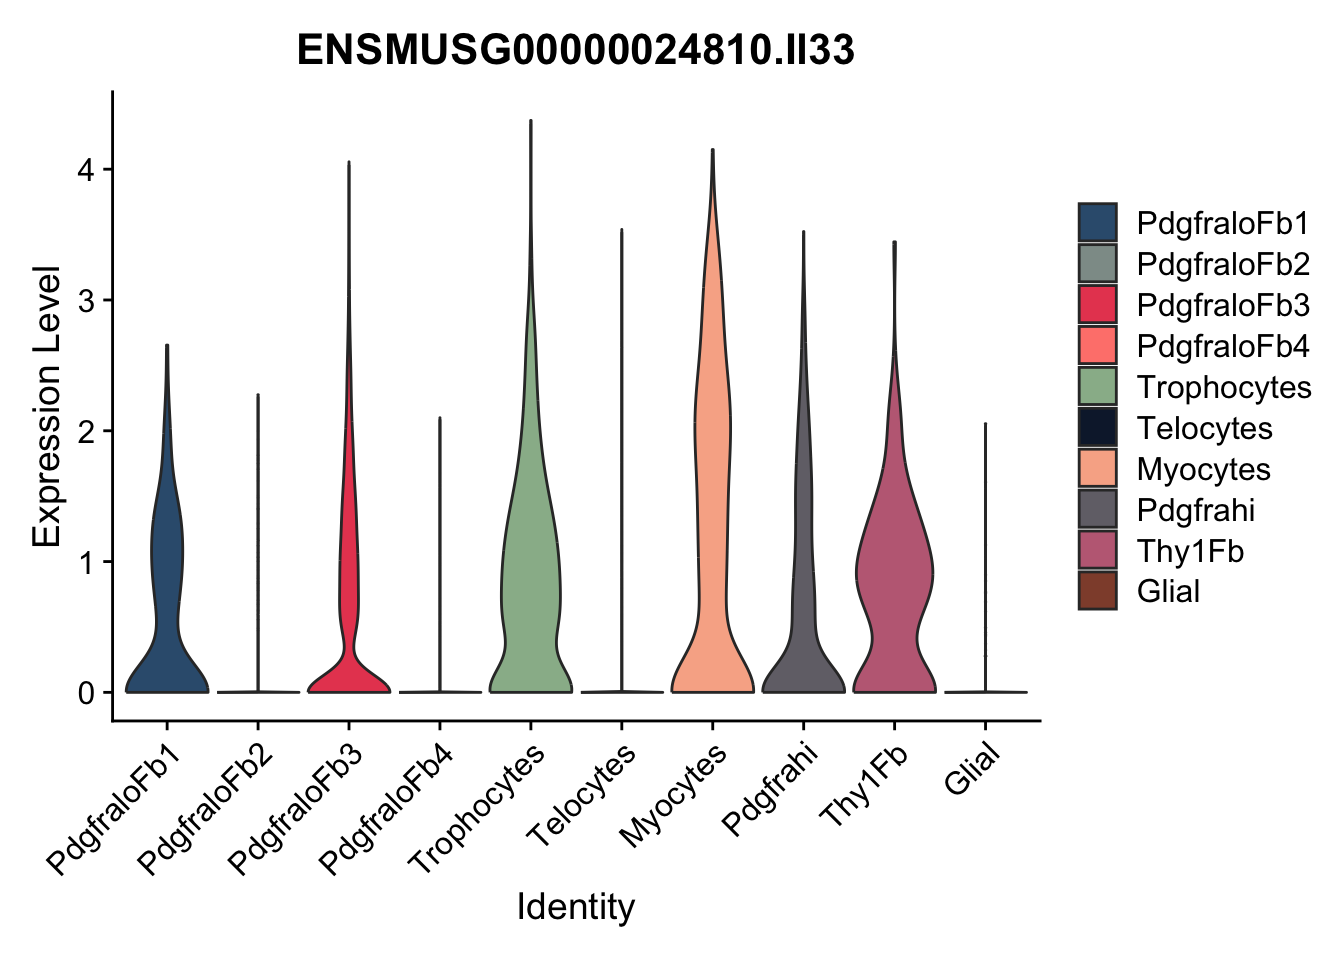 ENSMUSG00000024810.Il33
Expression Level
4
3
2
1
0
PdgfraloFb1
PdgfraloFb2
PdgfraloFb3
PdgfraloFb4
Trophocytes
Telocytes
Myocytes
Pdgfrahi
Thy1Fb
Glial
Identity
PdgfraloFb1
PdgfraloFb2
PdgfraloFb3
PdgfraloFb4
Trophocytes
Telocytes
Myocytes
Pdgfrahi
Thy1Fb
Glial